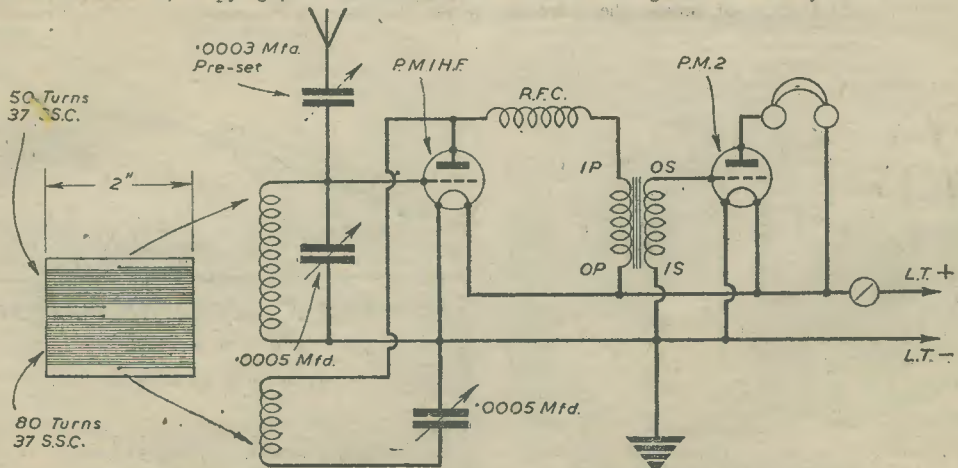 .0003 Mfd.
Pre-set
P.M1H.F.
P.M.2
50 Turns
37 S.S.C.
R.F.C.
2"
IP
OS
OP
IS
L.T.+
.0005 Mfd.
L.T.-
.0005 Mfd.
80 Turns
37 S.S.C.